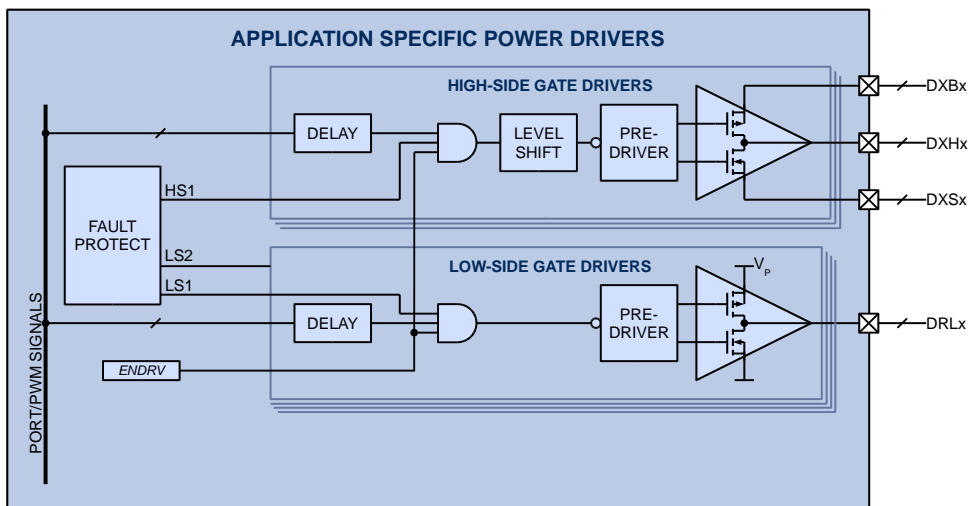 APPLICATION SPECIFIC POWER DRIVERS
HIGH-SIDE GATE DRIVERS
DXBx
DELAY
LEVEL
SHIFT
PRE-
DRIVER
DXHx
HS1
DXSx
FAULT
PROTECT
LS2
LS1
LOW-SIDE GATE DRIVERS
VP
DELAY
PRE-
DRIVER
DRLx
ENDRV
PORT/PWM SIGNALS